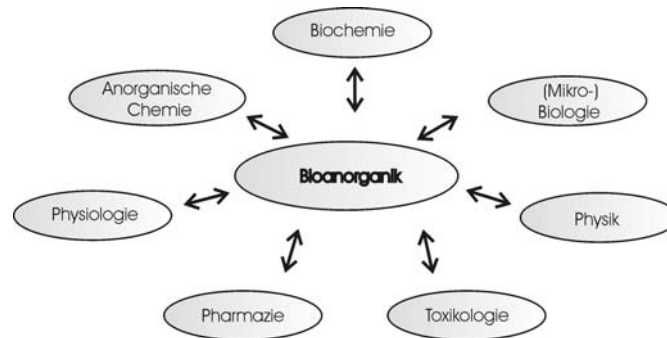 Biochemie
Anorganische
Chemie
(Mikro-)
Biologie
Bioanorganik
Physiologie
Physik
Pharmazie
Toxikologie